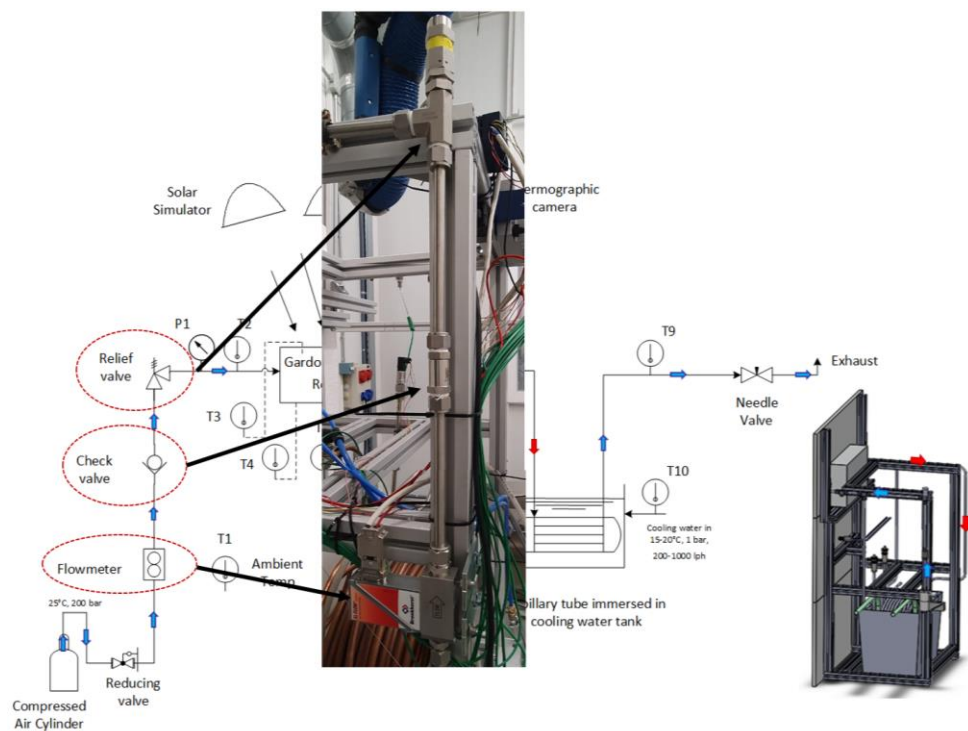 Solar
Simulator
ermographic
camera
P1
T2
Relief
valve
Gardo
Re
T3
T4
Check
valve
T1
Flowmeter
Ambient
Temp
25°C, 200 bar
Reducing
valve
Compressed
Air Cylinder
T9
Exhaust
Needle
Valve
T10
Cooling water in
15-20°C, 1 bar,
200-1000 lph
pillary tube immersed in
cooling water tank